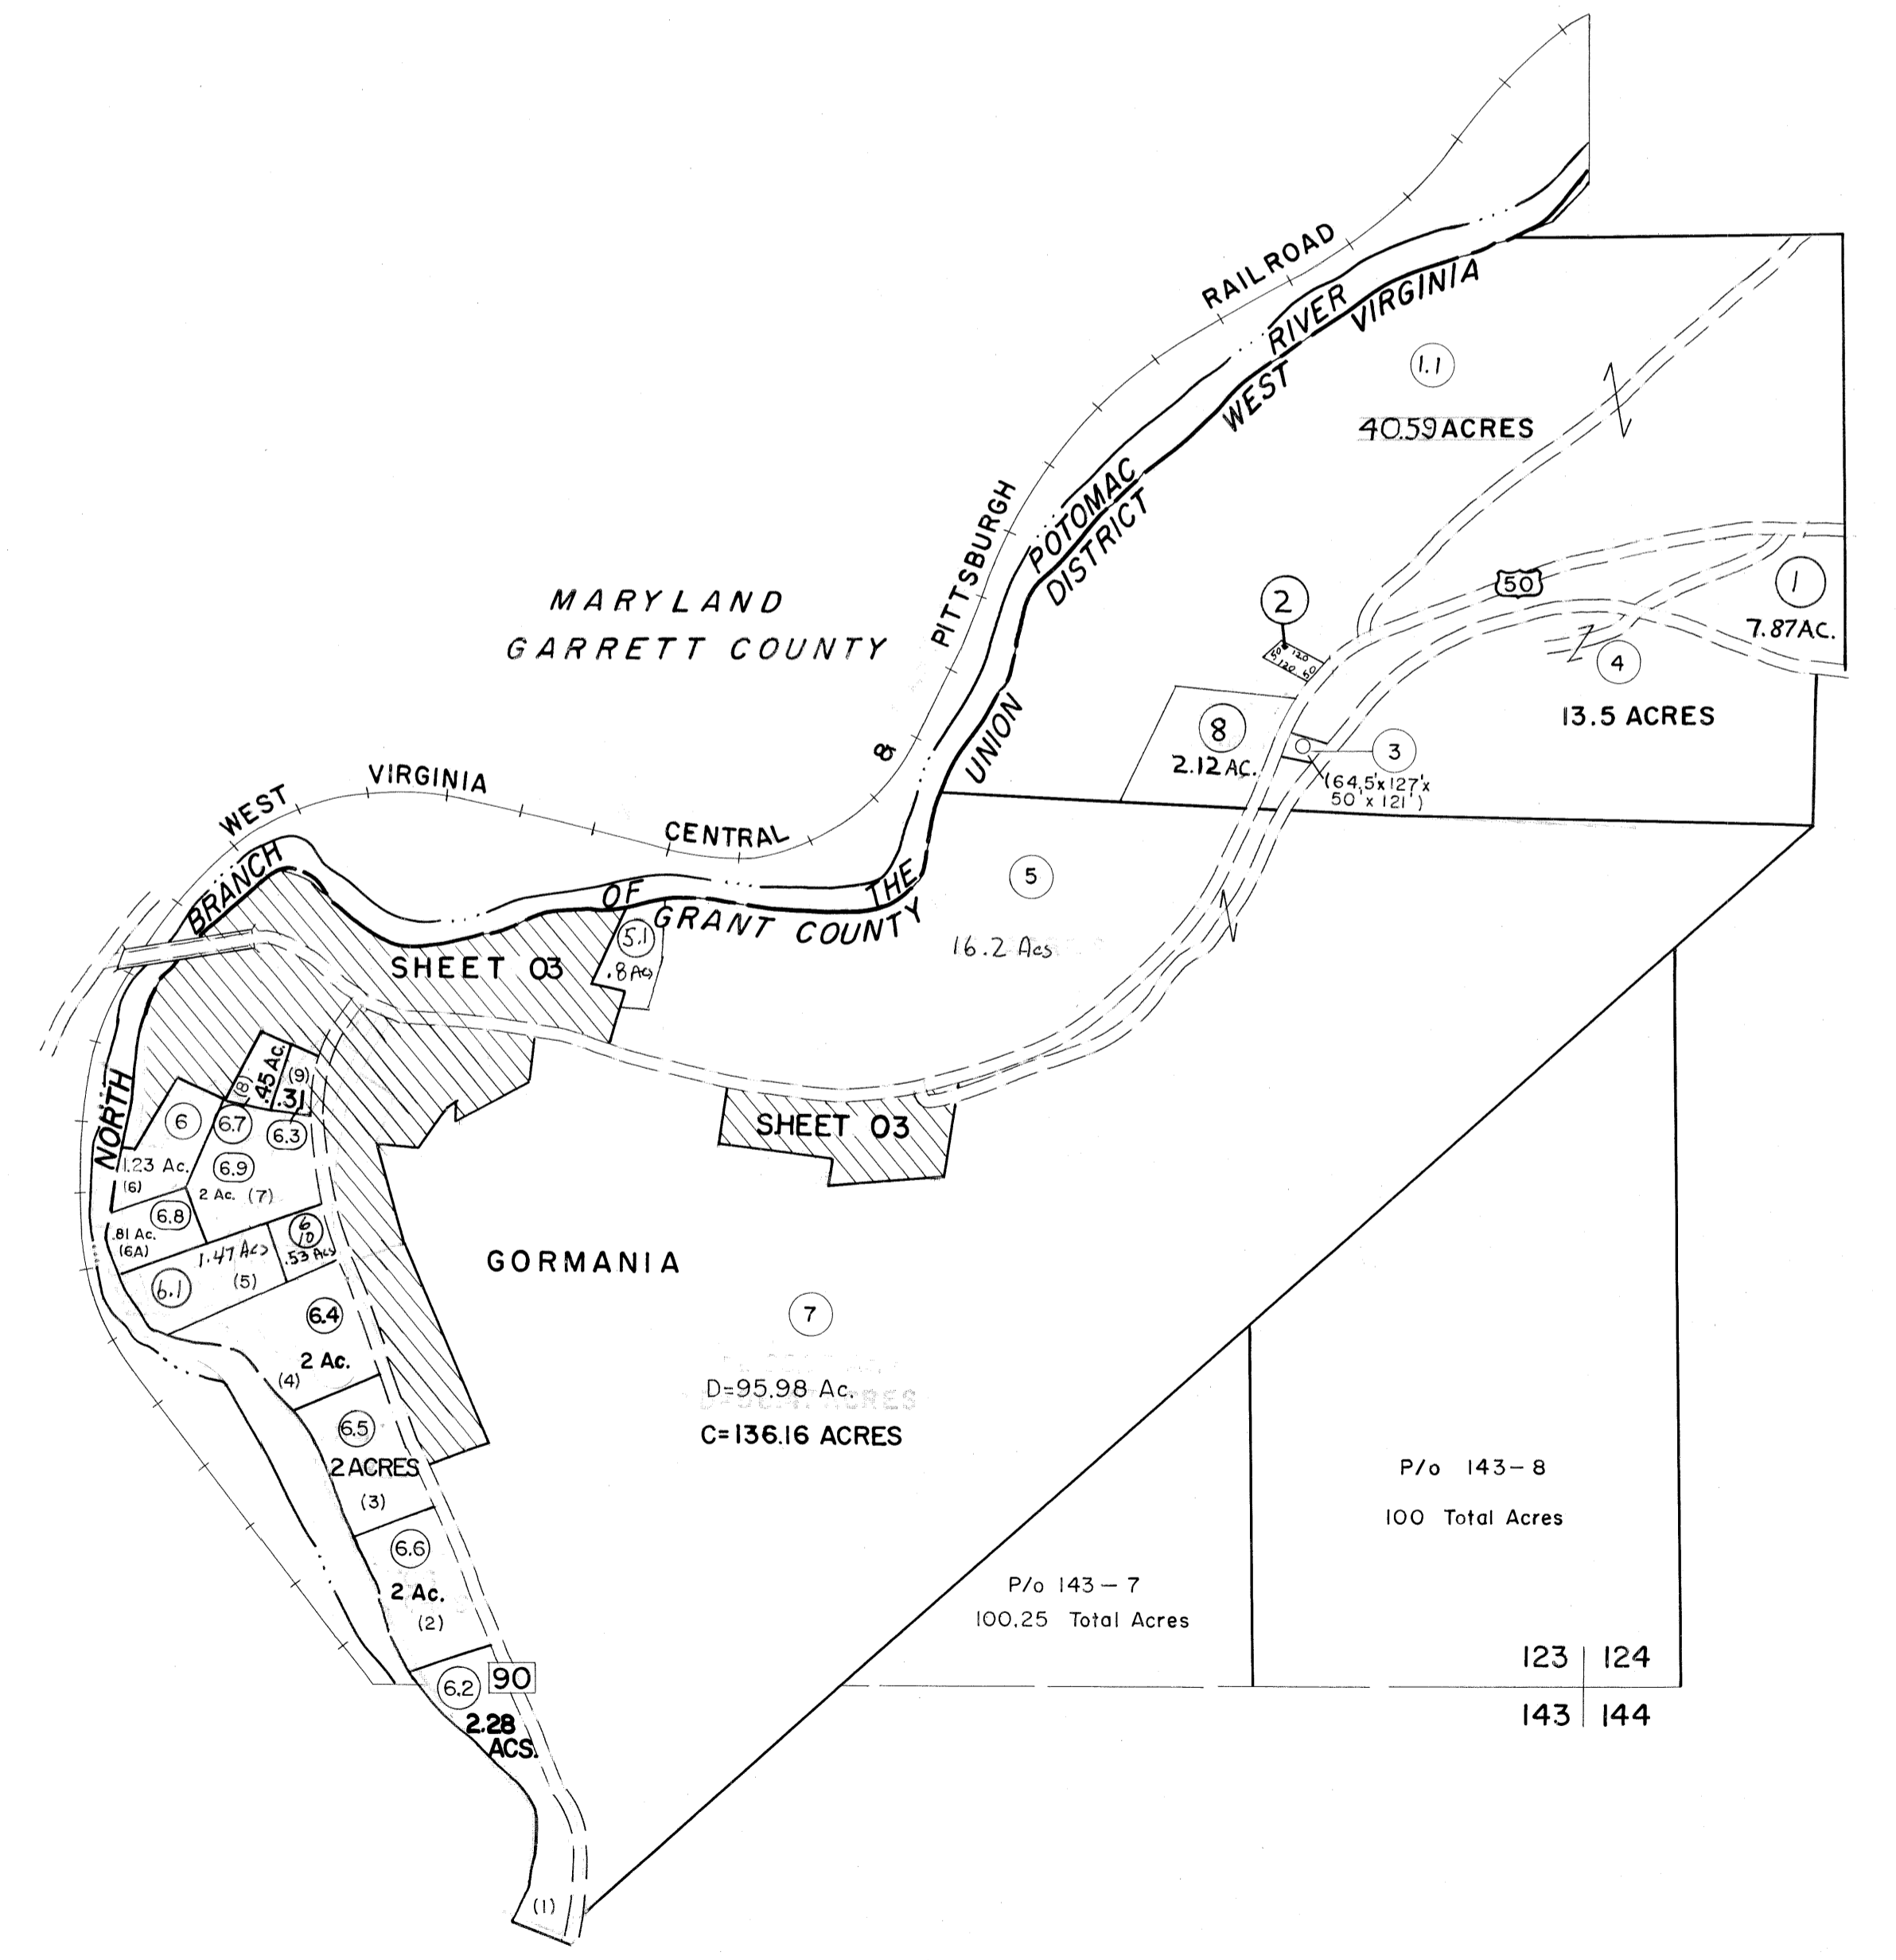 RAILROAD
RIVER
VIRGINIA
WEST
1.1
40.59 ACRES
POTOMAC
DISTRICT
PITTSBURGH
MARYLAND
GARRETT COUNTY
50
2
50 120
120 50
1
7.87 AC.
4
13.5 ACRES
8
2.12 AC.
3
(64.5'x127'x
50'x 121')
UNION
&
VIRGINIA
WEST
CENTRAL
BRANCH
OF
THE
GRANT COUNTY
5
16.2 Acs
5.1
.8 Acs
SHEET 03
NORTH
(8)
.45 Ac.
(9)
.31
6
6.7
6.3
1.23 Ac.
(6)
6.9
2 Ac. (7)
SHEET 03
6.8
.81 Ac.
(6A)
6
10
.53 Acs
1.47 Acs
(5)
6.1
GORMANIA
6.4
2 Ac.
(4)
7
D=95.98 Ac.
C=136.16 ACRES
6.5
2 ACRES
(3)
P/o 143-8
100 Total Acres
6.6
2 Ac.
(2)
P/o 143-7
100.25 Total Acres
123 124
143 144
90
6.2
2.28
ACS.
(1)